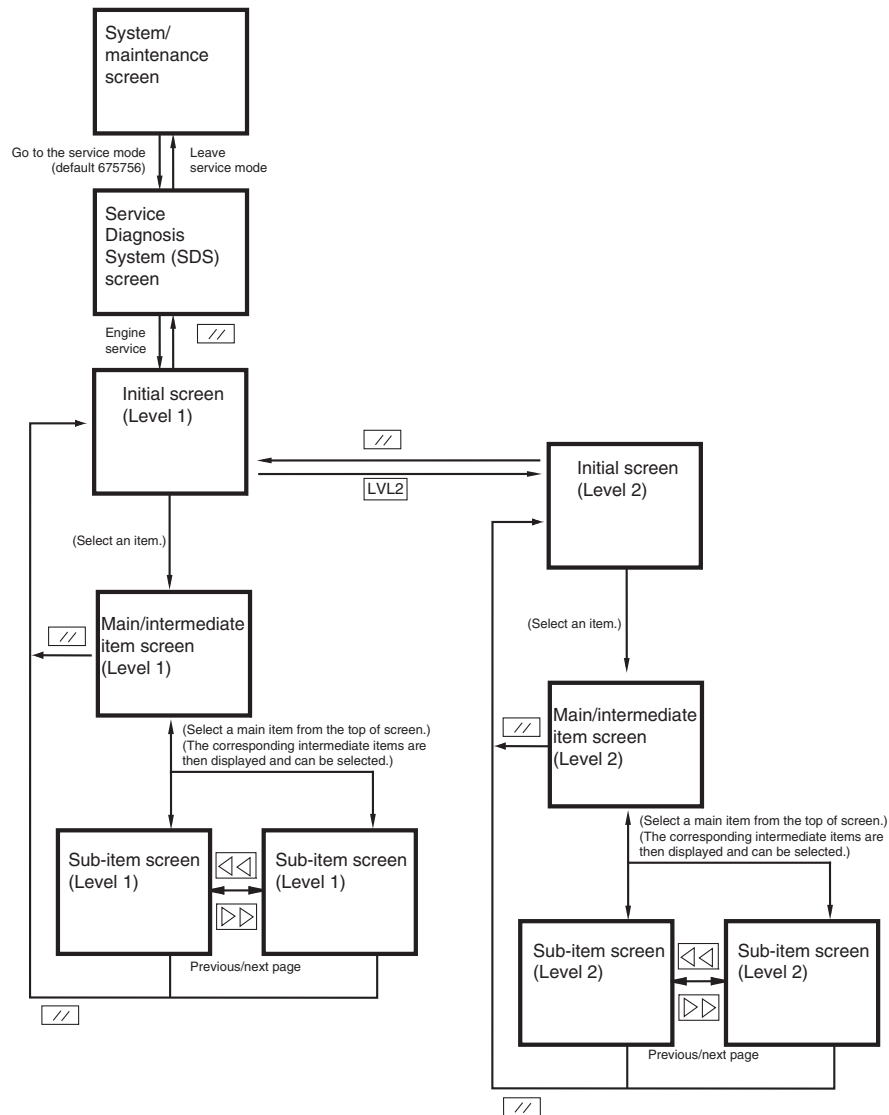 System/
maintenance
screen
Go to the service mode
(default 675756)
Leave
service mode
Service
Diagnosis
System (SDS)
screen
Engine
service
//
Initial screen
(Level 1)
//
LVL2
Initial screen
(Level 2)
(Select an item.)
Main/intermediate
item screen
(Level 1)
//
(Select an item.)
Main/intermediate
item screen
(Level 2)
//
(Select a main item from the top of screen.)
(The corresponding intermediate items are
then displayed and can be selected.)
Sub-item screen
(Level 1)
Sub-item screen
(Level 1)
Previous/next page
//
(Select a main item from the top of screen.)
(The corresponding intermediate items are
then displayed and can be selected.)
Sub-item screen
(Level 2)
Sub-item screen
(Level 2)
Previous/next page
//